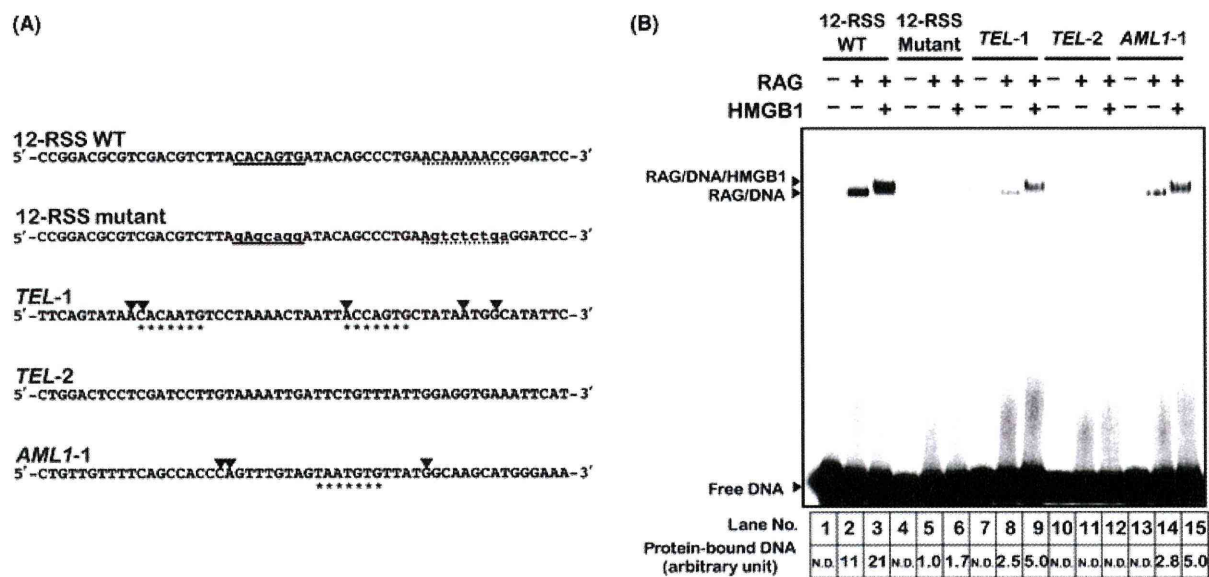 (A)
12-RSS WT
5′-CCGGACGCGTCGACGTCTTACACAGTGATACAGCCCTGAACAAAAACCGGATCC-3′
12-RSS mutant
5′-CCGGACGCGTCGACGTCTTAgAgcaggATACAGCCCTGAAgtctctgaGGATCC-3′
TEL-1
5′-TTCAGTATAACACAATGTCCTAAAACTAATTACCAGTGCTATAATGGCATATTC-3′
*******  *******
TEL-2
5′-CTGGACTCCTCGATCCTTGTAAAATTGATTCTGTTTATTGGAGGTGAAATTCAT-3′
AML1-1
5′-CTGTTGTTTTCAGCCACCCCAGTTTGTAGTAATGTGTTATGGCAAGCATGGGAAA-3′
*******
(B)
12-RSS WT 12-RSS Mutant TEL-1 TEL-2 AML1-1
RAG − + + − + + − + + − + + − + +
HMGB1 − − + − − + − − + − − + − − +
RAG/DNA/HMGB1
RAG/DNA
Free DNA
Lane No. 1 2 3 4 5 6 7 8 9 10 11 12 13 14 15
Protein-bound DNA (arbitrary unit) N.D. 11 21 N.D. 1.0 1.7 N.D. 2.5 5.0 N.D. N.D. N.D. N.D. 2.8 5.0